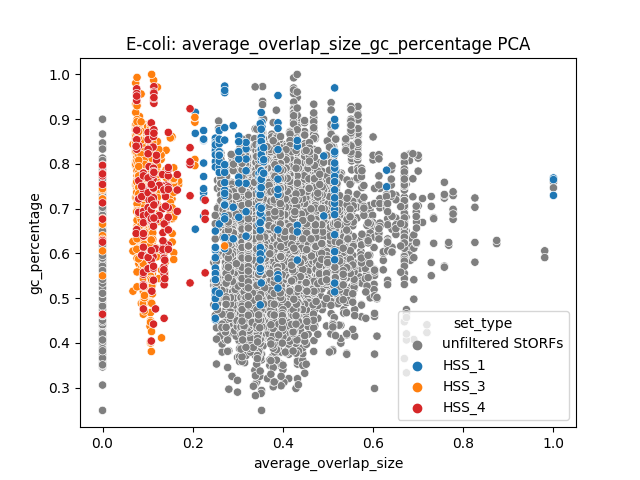 E-coli: average_overlap_size_gc_percentage PCA
1.0
0.9
0.8
0.7
0.6
0.5
0.4
0.3
gc_percentage
set_type
unfiltered StORFs
HSS_1
HSS_3
HSS_4
0.0 0.2 0.4 0.6 0.8 1.0
average_overlap_size